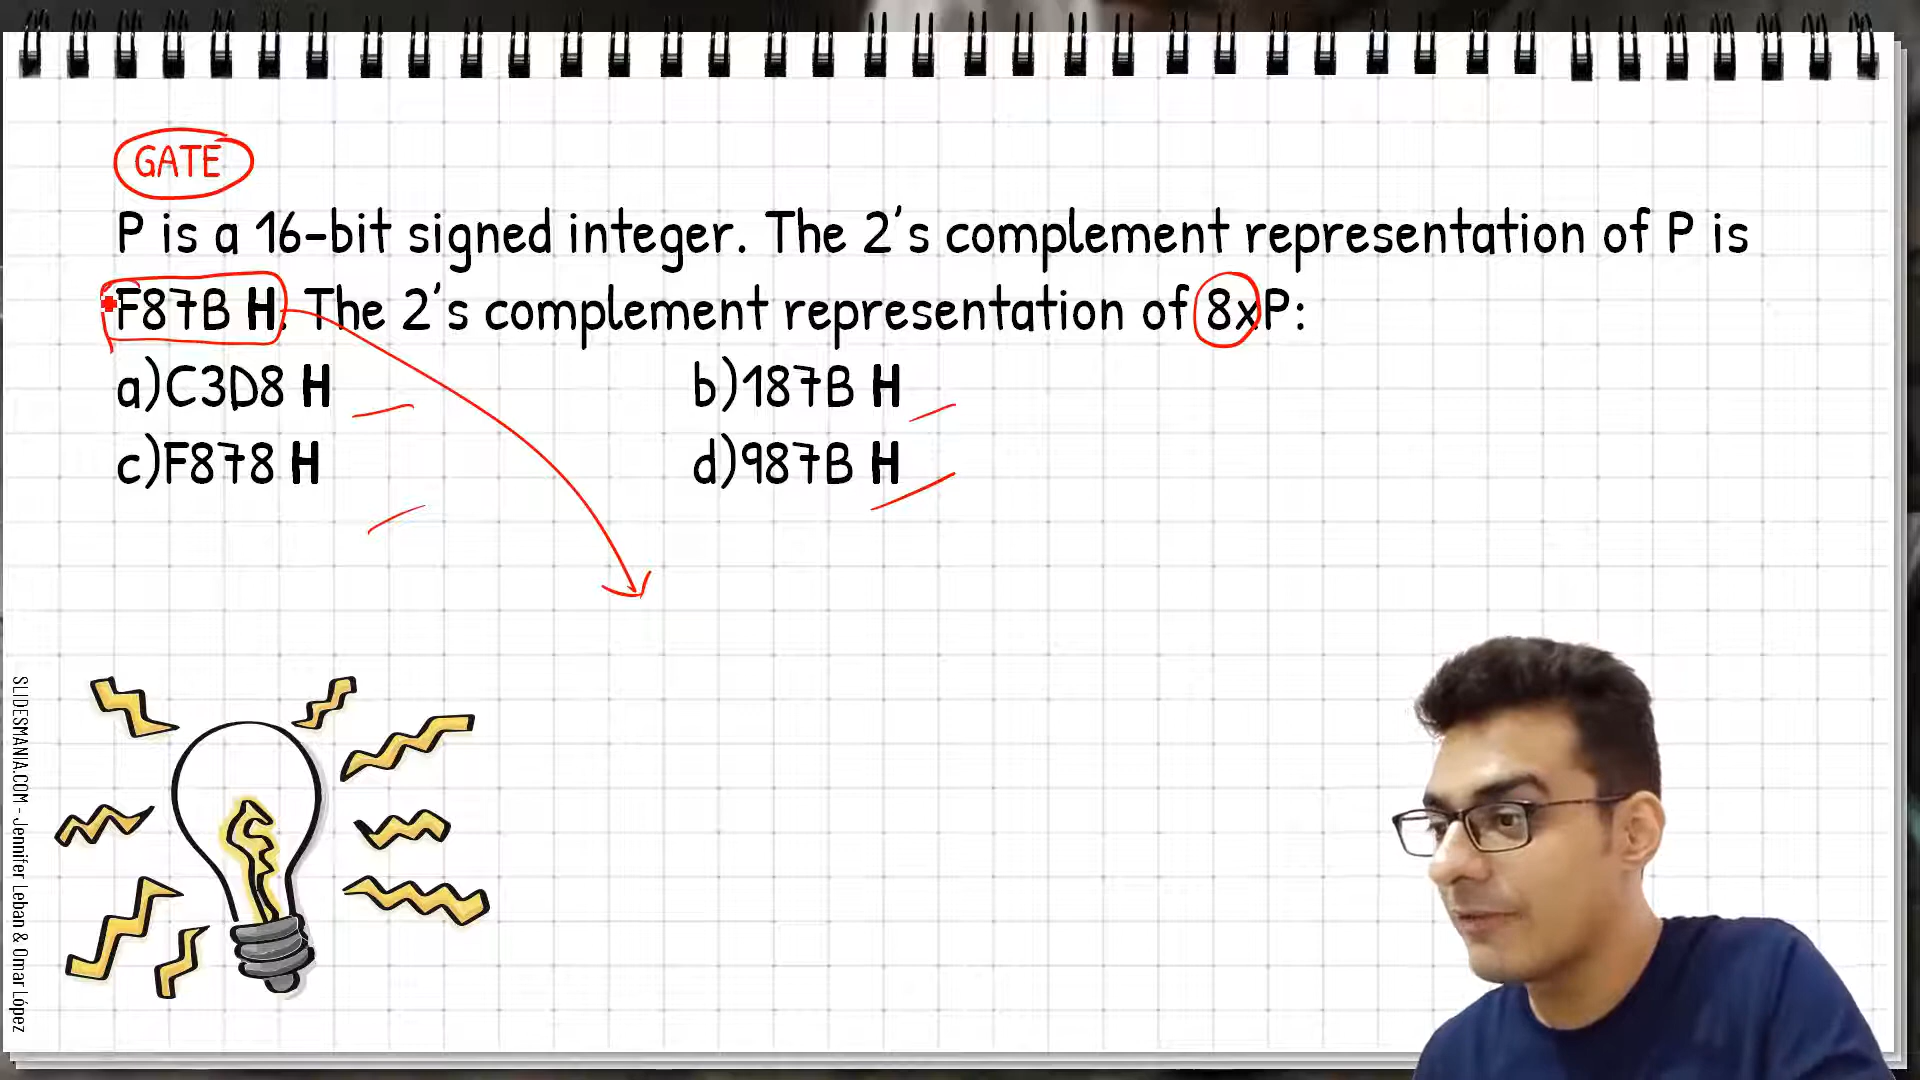 GATE
P is a 16-bit signed integer. The 2's complement representation of P is
F87B H. The 2's complement representation of 8xP:
a)C3D8 H b)187B H
c)F878 H d)987B H
SLIDESMANIA.COM - Jennifer Leban & Omar López